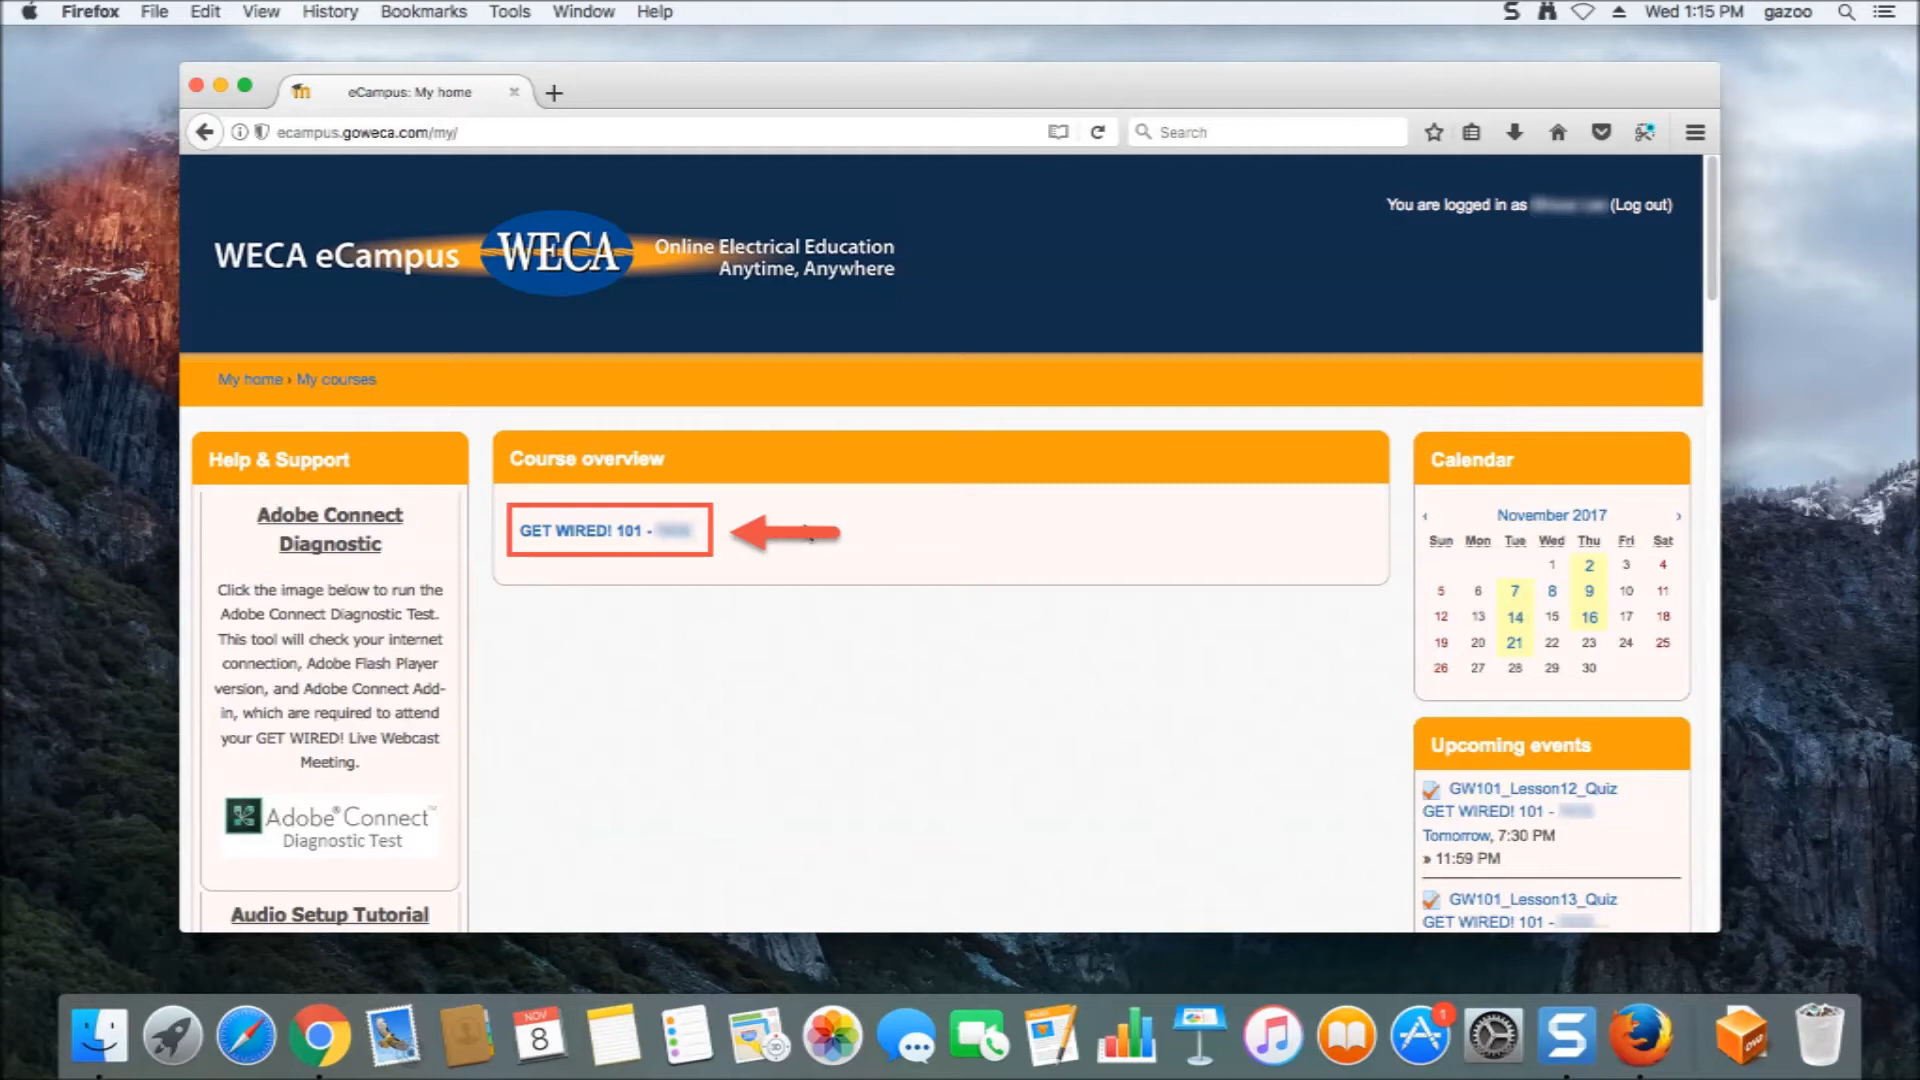 Firefox File Edit View History Bookmarks Tools Window Help
Wed 1:15 PM gazoo
eCampus: My home
ecampus.goweca.com/my/
Search
You are logged in as (Log out)
WECA eCampus
WECA
Online Electrical Education
Anytime, Anywhere
My home › My courses
Help & Support
Adobe Connect
Diagnostic
Click the image below to run the
Adobe Connect Diagnostic Test.
This tool will check your internet
connection, Adobe Flash Player
version, and Adobe Connect Add-
in, which are required to attend
your GET WIRED! Live Webcast
Meeting.
Adobe® Connect™
Diagnostic Test
Audio Setup Tutorial
Course overview
GET WIRED! 101 -
Calendar
‹ November 2017 ›
Sun Mon Tue Wed Thu Fri Sat
1 2 3 4
5 6 7 8 9 10 11
12 13 14 15 16 17 18
19 20 21 22 23 24 25
26 27 28 29 30
Upcoming events
GW101_Lesson12_Quiz
GET WIRED! 101 -
Tomorrow, 7:30 PM
» 11:59 PM
GW101_Lesson13_Quiz
GET WIRED! 101 -
NOV
8
3D
1
DVD